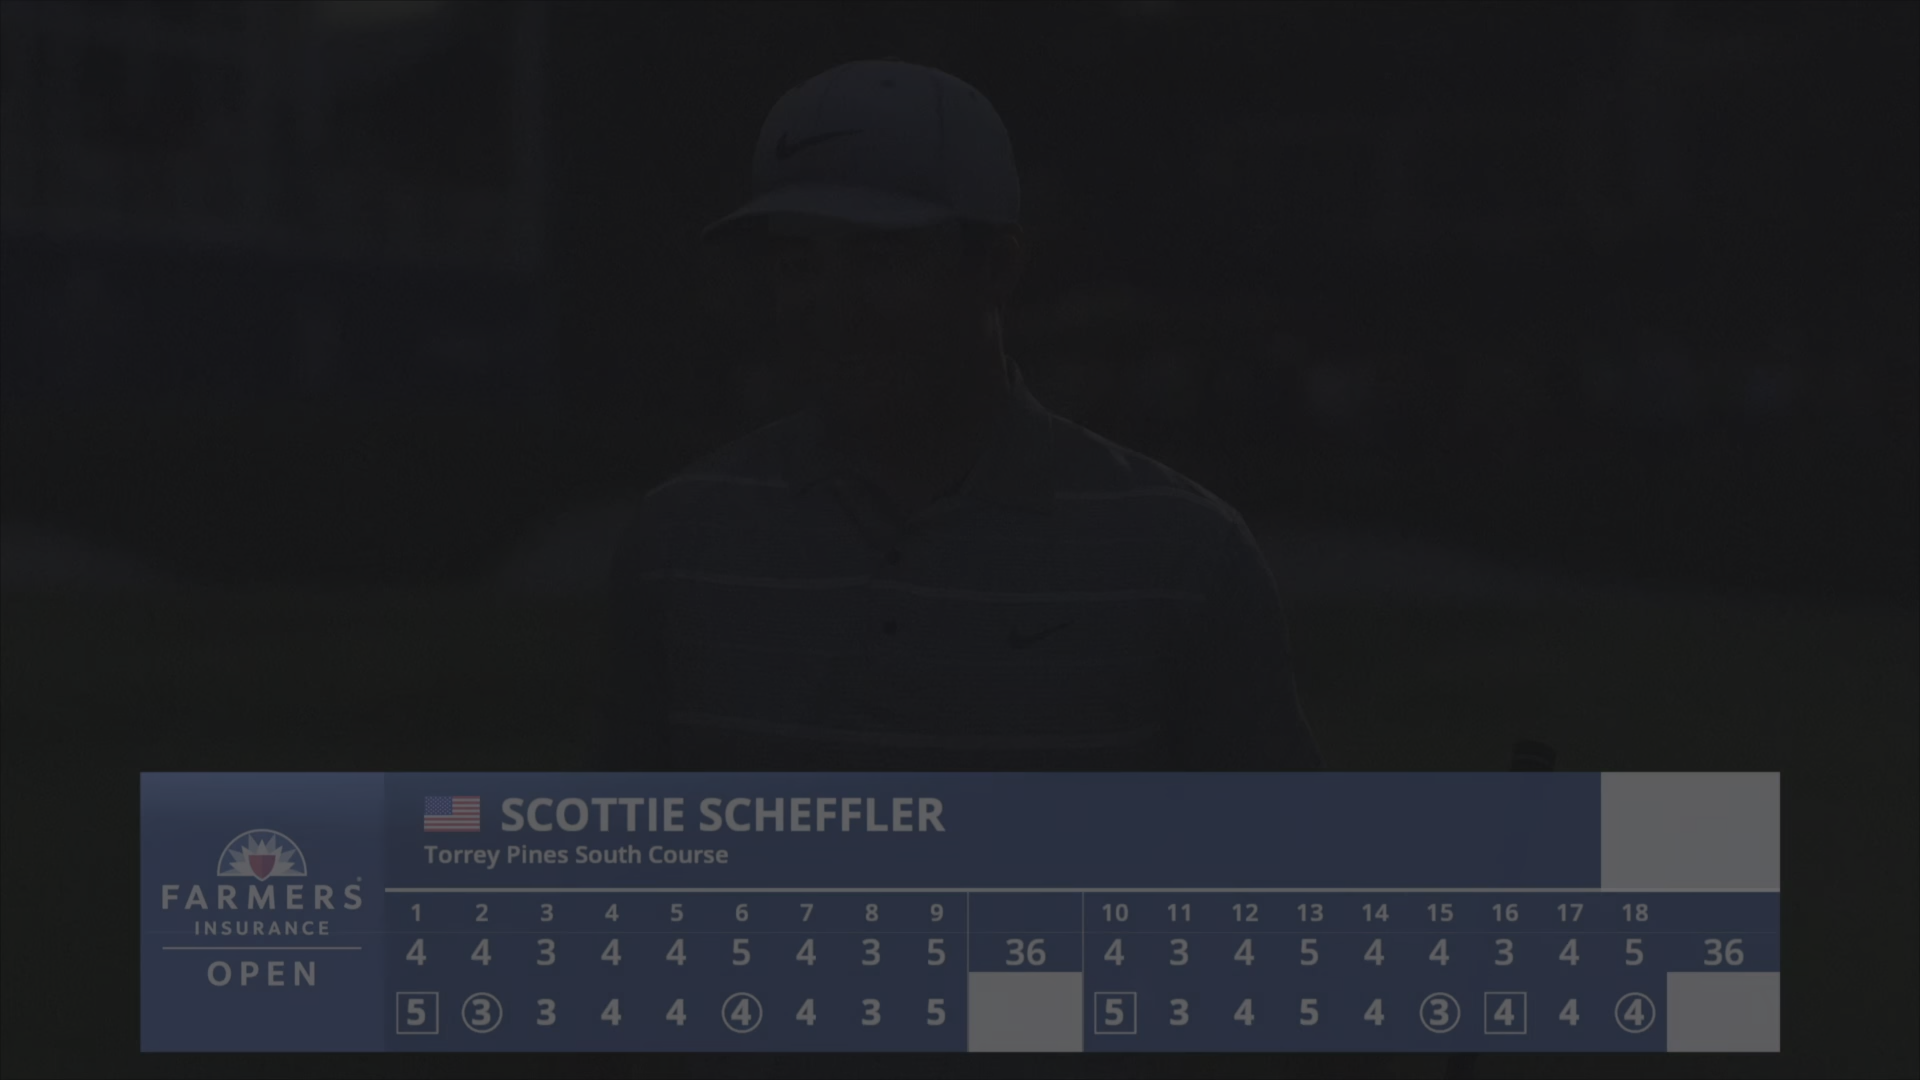 SCOTTIE SCHEFFLER
Torrey Pines South Course
FARMERS
INSURANCE
OPEN
1 2 3 4 5 6 7 8 9 10 11 12 13 14 15 16 17 18
4 4 3 4 4 5 4 3 5 36 4 3 4 5 4 4 3 4 5 36
5 3 3 4 4 4 4 3 5 5 3 4 5 4 3 4 4 4